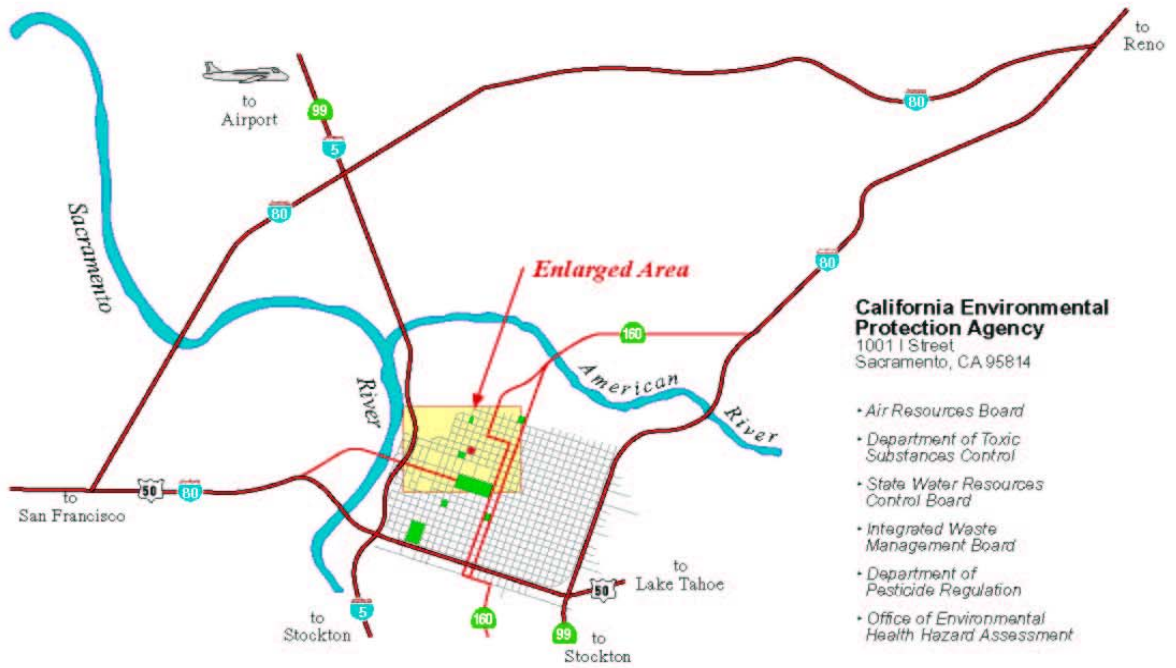 to
Reno
80
to
Airport
99
5
80
Sacramento
80
Enlarged Area
160
California Environmental
Protection Agency
1001 I Street
Sacramento, CA 95814
American
River
River
• Air Resources Board
• Department of Toxic
Substances Control
• State Water Resources
Control Board
• Integrated Waste
Management Board
• Department of
Pesticide Regulation
• Office of Environmental
Health Hazard Assessment
50
80
to
San Francisco
to
Lake Tahoe
50
to
Stockton
5
160
99
to
Stockton